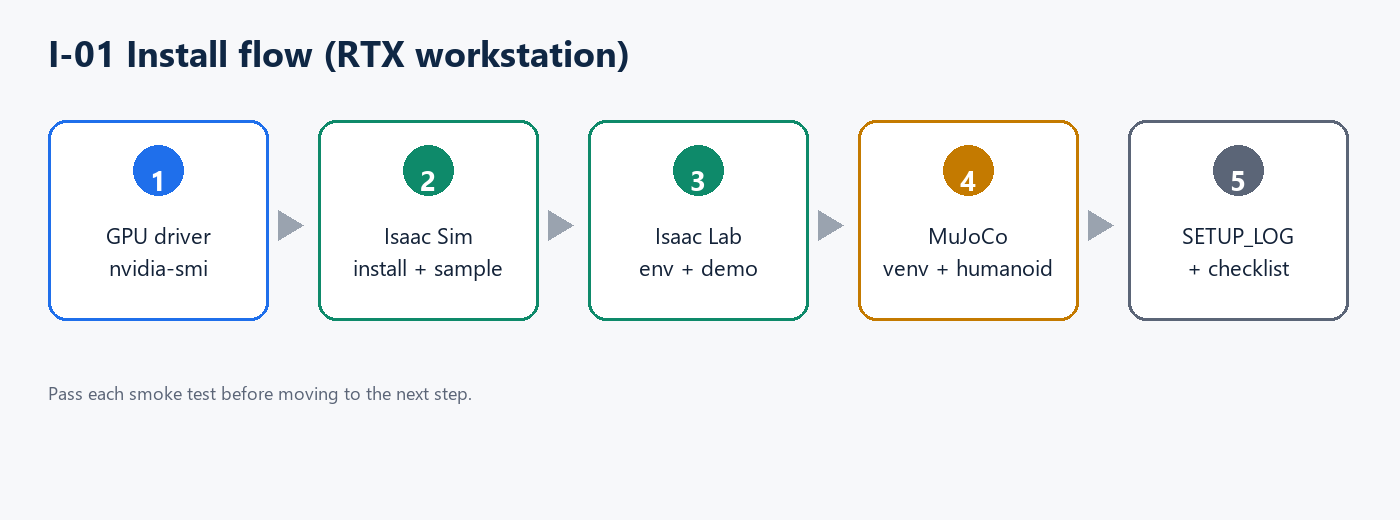 I-01 Install flow (RTX workstation)
1
GPU driver
nvidia-smi
2
Isaac Sim
install + sample
3
Isaac Lab
env + demo
4
MuJoCo
venv + humanoid
5
SETUP_LOG
+ checklist
Pass each smoke test before moving to the next step.